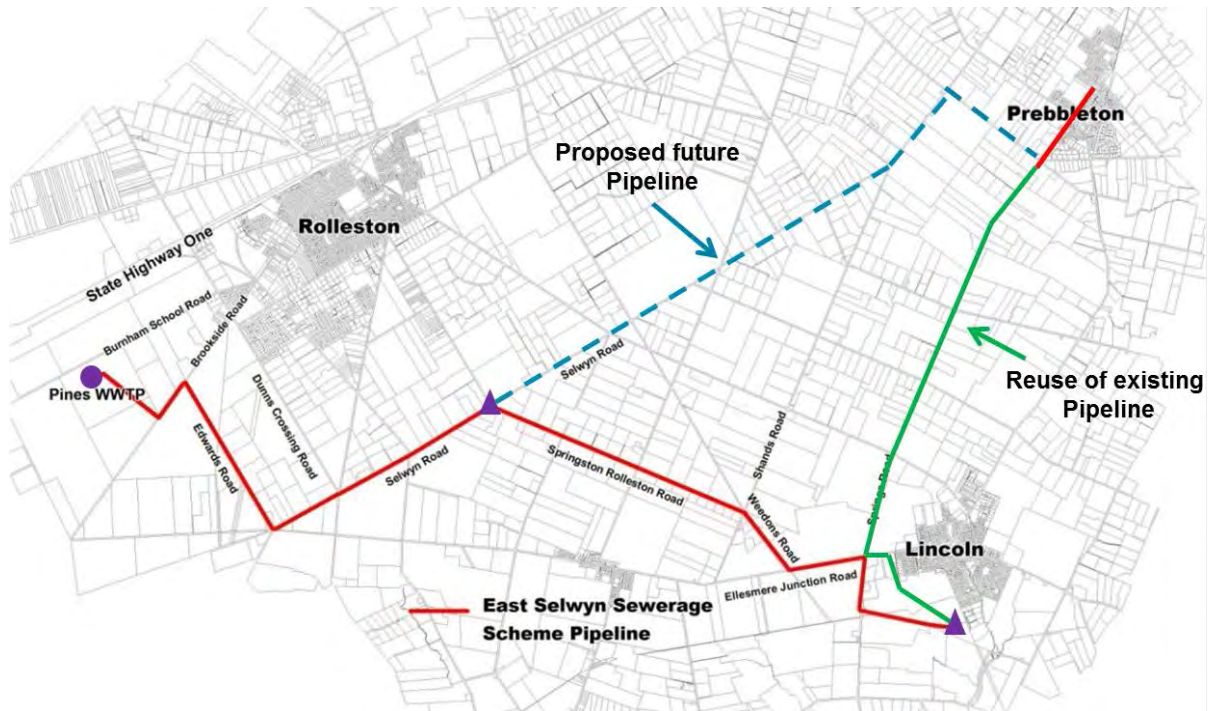 Prebbleton
Proposed future
Pipeline
Rolleston
State Highway One
Burnham School Road
Brookside Road
Pines WWTP
Dunns Crossing Road
Edwards Road
Selwyn Road
Selwyn Road
Reuse of existing
Pipeline
Springston Rolleston Road
Shands Road
Weedons Road
Springs Road
Lincoln
Ellesmere Junction Road
East Selwyn Sewerage
Scheme Pipeline